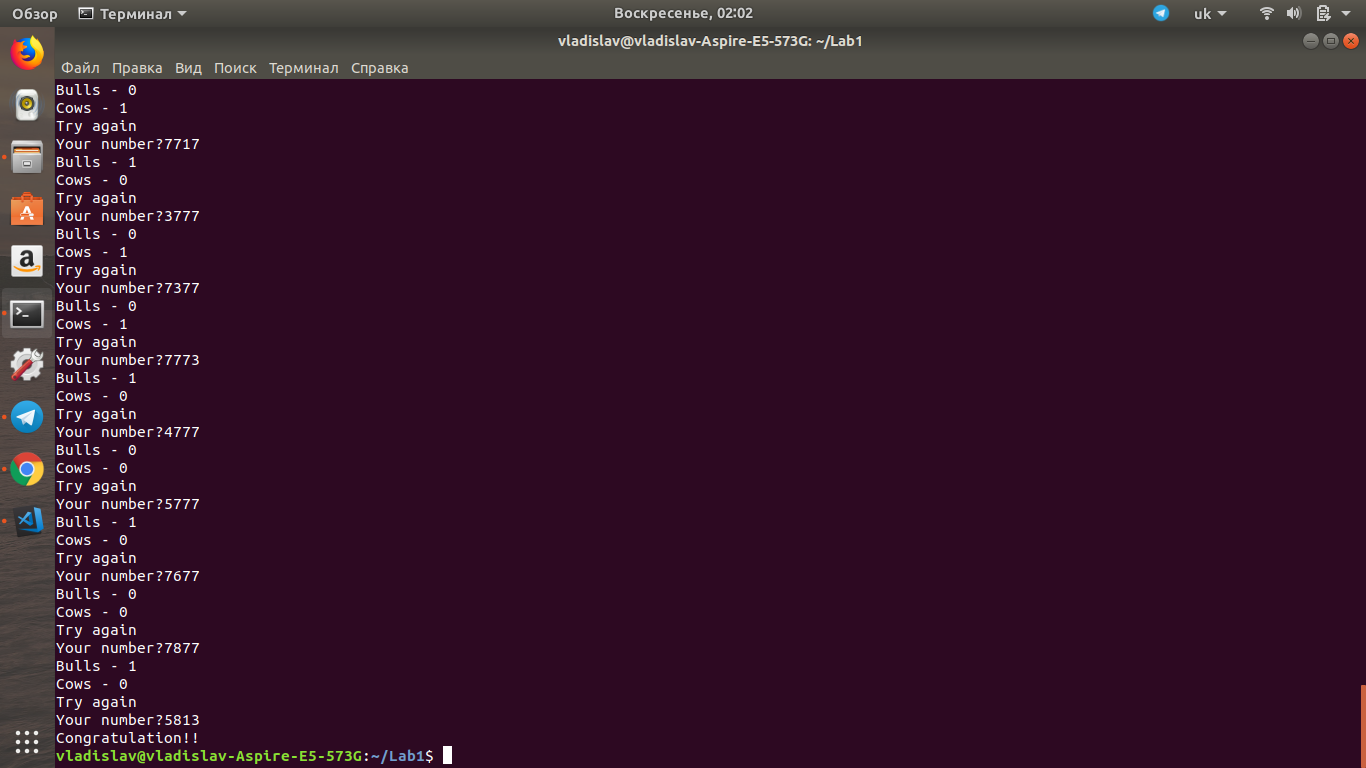 Обзор Терминал Воскресенье, 02:02 uk
vladislav@vladislav-Aspire-E5-573G: ~/Lab1
Файл Правка Вид Поиск Терминал Справка
Bulls - 0
Cows - 1
Try again
Your number?7717
Bulls - 1
Cows - 0
Try again
Your number?3777
Bulls - 0
Cows - 1
Try again
Your number?7377
Bulls - 0
Cows - 1
Try again
Your number?7773
Bulls - 1
Cows - 0
Try again
Your number?4777
Bulls - 0
Cows - 0
Try again
Your number?5777
Bulls - 1
Cows - 0
Try again
Your number?7677
Bulls - 0
Cows - 0
Try again
Your number?7877
Bulls - 1
Cows - 0
Try again
Your number?5813
Congratulation!!
vladislav@vladislav-Aspire-E5-573G:~/Lab1$